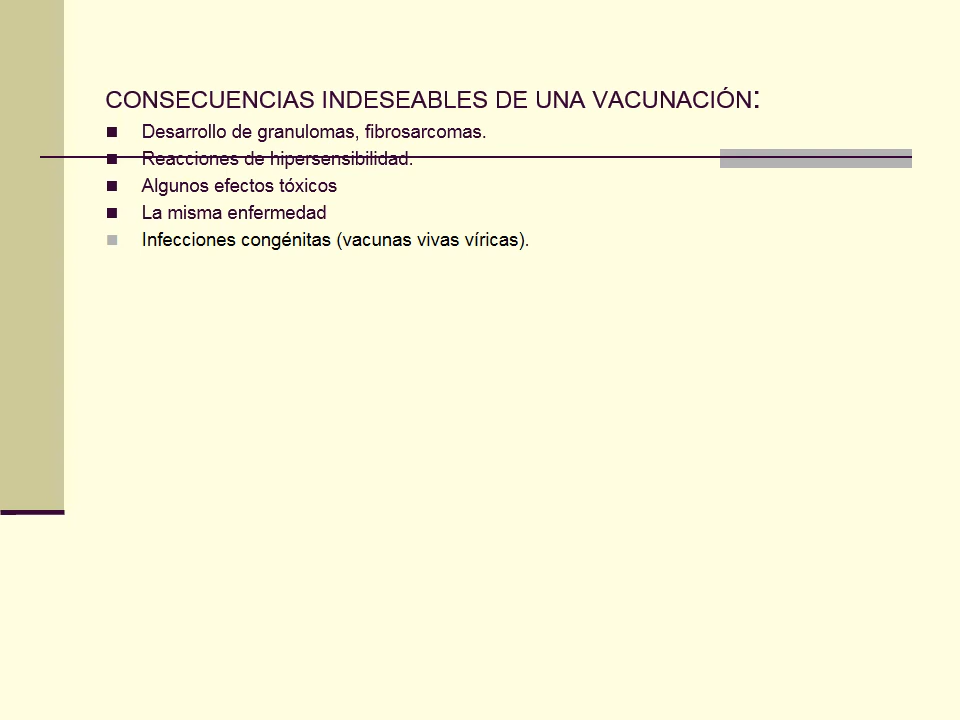 CONSECUENCIAS INDESEABLES DE UNA VACUNACIÓN:
Desarrollo de granulomas, fibrosarcomas.
Reacciones de hipersensibilidad.
Algunos efectos tóxicos
La misma enfermedad
Infecciones congénitas (vacunas vivas víricas).